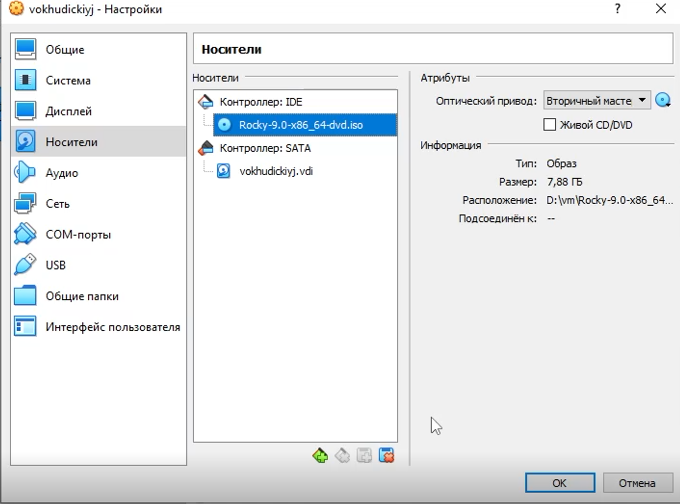 vokhudickiyj - Настройки
?
Общие
Система
Дисплей
Носители
Аудио
Сеть
COM-порты
USB
Общие папки
Интерфейс пользователя
Носители
Носители
Контроллер: IDE
Rocky-9.0-x86_64-dvd.iso
Контроллер: SATA
vokhudickiyj.vdi
Атрибуты
Оптический привод: Вторичный масте
Живой CD/DVD
Информация
Тип: Образ
Размер: 7,88 ГБ
Расположение: D:\vm\Rocky-9.0-x86_64...
Подсоединён к: --
OK
Отмена